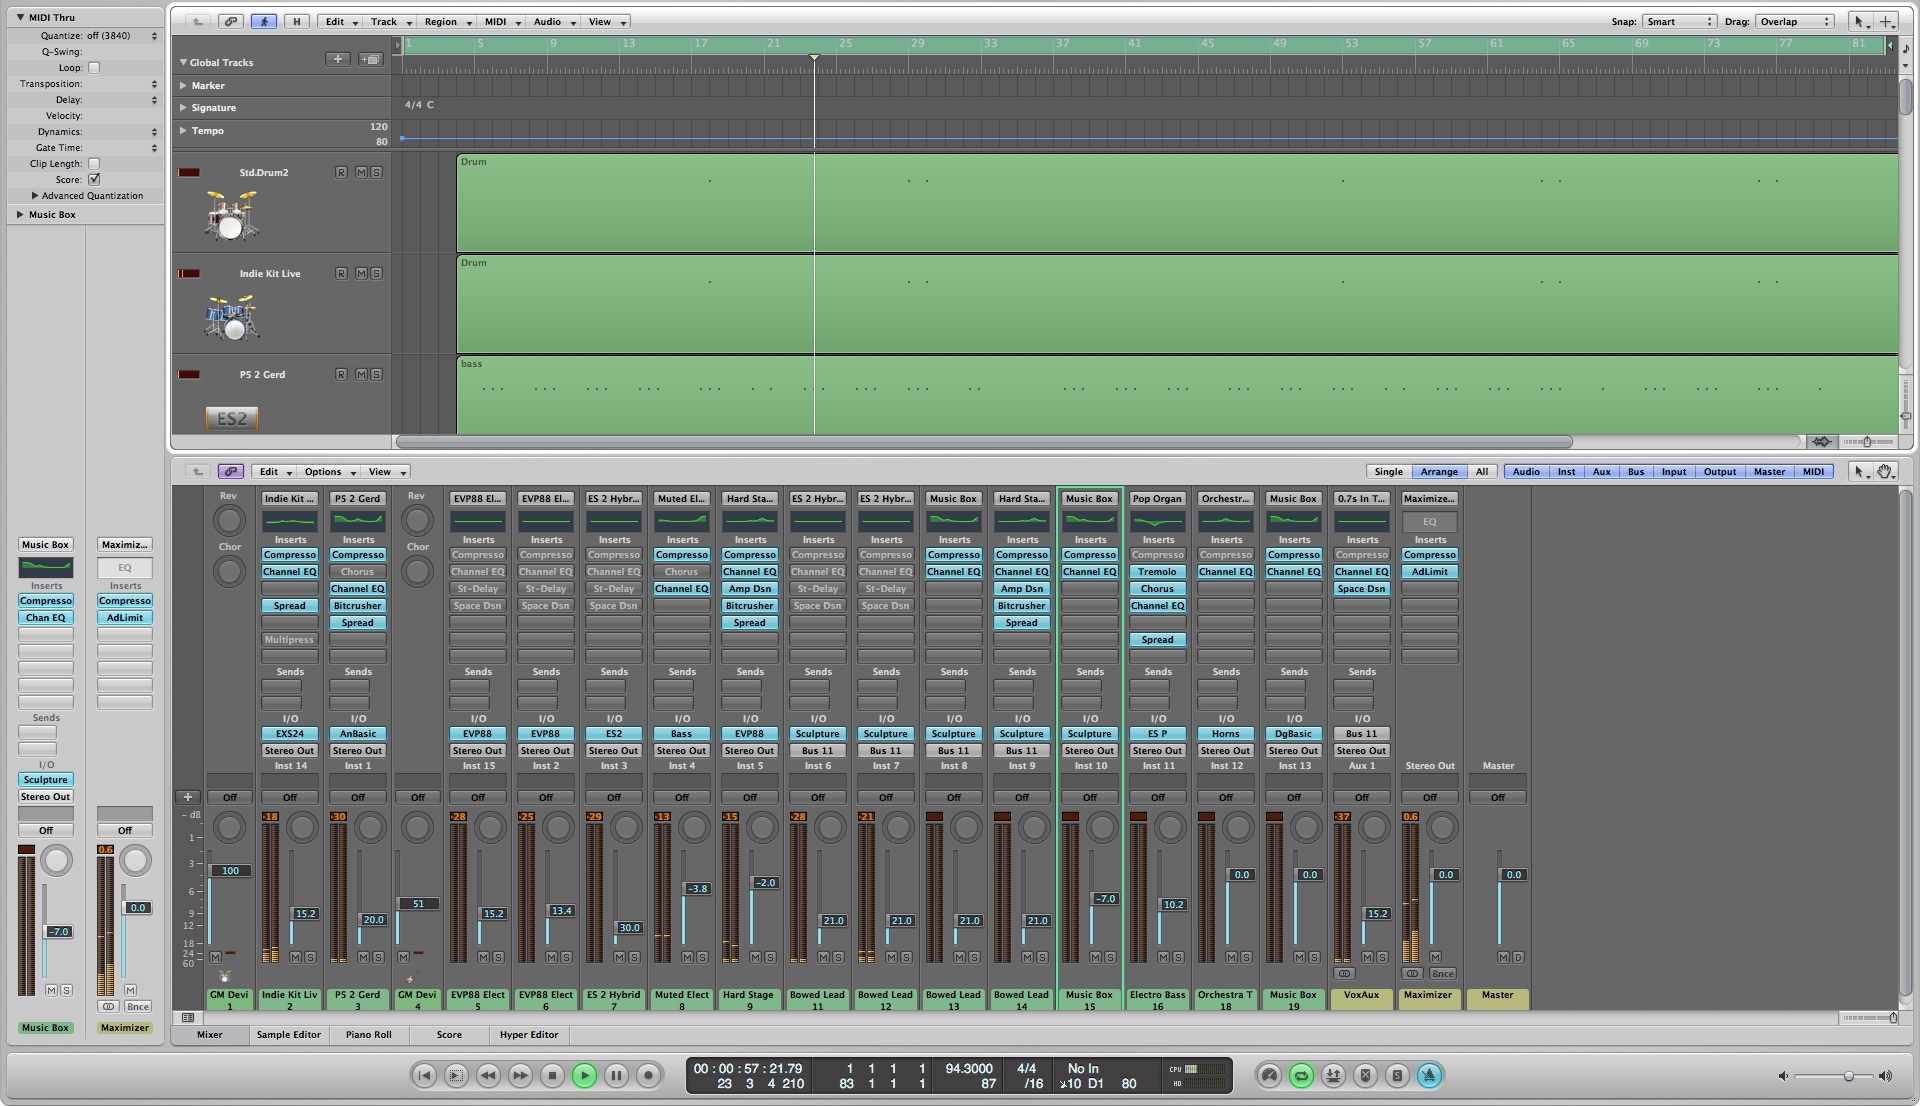 MIDI Thru
Quantize: off (3840)
Q-Swing:
Loop:
Transposition:
Delay:
Velocity:
Dynamics:
Gate Time:
Clip Length:
Score:
Advanced Quantization
Music Box
H Edit Track Region MIDI Audio View Snap: Smart Drag: Overlap
1 5 9 13 17 21 25 29 33 37 41 45 49 53 57 61 65 69 73 77 81
Global Tracks
Marker
Signature 4/4 C
Tempo 120
80
Std.Drum2 R M S Drum
Indie Kit Live R M S Drum
P5 2 Gerd R M S bass
ES2
Edit Options View Single Arrange All Audio Inst Aux Bus Input Output Master MIDI
Music Box Maximiz...
EQ
Inserts Inserts
Compresso Compresso
Chan EQ AdLimit
Sends
I/O
Sculpture
Stereo Out
Off Off
0.6
-7.0 0.0
M S M
Bnce
Music Box Maximizer
Rev Indie Kit ... P5 2 Gerd Rev EVP88 El... EVP88 El... ES 2 Hybr... Muted El... Hard Sta... ES 2 Hybr... ES 2 Hybr... Music Box Hard Sta... Music Box Pop Organ Orchestr... Music Box 0.7s In T... Maximize...
EQ
Chor Inserts Inserts Chor Inserts Inserts Inserts Inserts Inserts Inserts Inserts Inserts Inserts Inserts Inserts Inserts Inserts Inserts Inserts
Compresso Compresso Compresso Compresso Compresso Compresso Compresso Compresso Compresso Compresso Compresso Compresso Compresso Compresso Compresso Compresso Compresso
Channel EQ Chorus Channel EQ Channel EQ Channel EQ Chorus Channel EQ Channel EQ Channel EQ Channel EQ Channel EQ Channel EQ Tremolo Channel EQ Channel EQ Channel EQ AdLimit
Channel EQ St-Delay St-Delay St-Delay Channel EQ Amp Dsn St-Delay St-Delay Amp Dsn Chorus Space Dsn
Spread Bitcrusher Space Dsn Space Dsn Space Dsn Bitcrusher Space Dsn Space Dsn Bitcrusher Channel EQ
Spread Spread Spread
Multipress Spread
Sends Sends Sends Sends Sends Sends Sends Sends Sends Sends Sends Sends Sends Sends Sends Sends
I/O I/O I/O I/O I/O I/O I/O I/O I/O I/O I/O I/O I/O I/O I/O I/O
EXS24 AnBasic EVP88 EVP88 ES2 Bass EVP88 Sculpture Sculpture Sculpture Sculpture Sculpture ES P Horns DgBasic Bus 11
Stereo Out Stereo Out Stereo Out Stereo Out Stereo Out Stereo Out Stereo Out Bus 11 Bus 11 Bus 11 Bus 11 Stereo Out Stereo Out Stereo Out Stereo Out Stereo Out
Inst 14 Inst 1 Inst 15 Inst 2 Inst 3 Inst 4 Inst 5 Inst 6 Inst 7 Inst 8 Inst 9 Inst 10 Inst 11 Inst 12 Inst 13 Aux 1 Stereo Out Master
Off Off Off Off Off Off Off Off Off Off Off Off Off Off Off Off Off Off Off Off
- dB -18 -30 -28 -25 -29 -13 -15 -28 -21 -37 0.6
1
3
6
9
12
18
24
60
100 15.2 20.0 51 15.2 13.4 30.0 -3.8 -2.0 21.0 21.0 21.0 21.0 -7.0 10.2 0.0 0.0 15.2 0.0 0.0
M M S M S M M S M S M S M S M S M S M S M S M S M S M S M S M S M S M M D
Bnce
GM Devi Indie Kit Liv P5 2 Gerd GM Devi EVP88 Elect EVP88 Elect ES 2 Hybrid Muted Elect Hard Stage Bowed Lead Bowed Lead Bowed Lead Bowed Lead Music Box Electro Bass Orchestra T Music Box VoxAux Maximizer Master
1 2 3 4 5 6 7 8 9 11 12 13 14 15 16 18 19
Mixer Sample Editor Piano Roll Score Hyper Editor
00 : 00 : 57 : 21.79 1 1 1 1 94.3000 4/4 No In CPU
23 3 4 210 83 1 1 1 87 /16 10 D1 80 HD
S